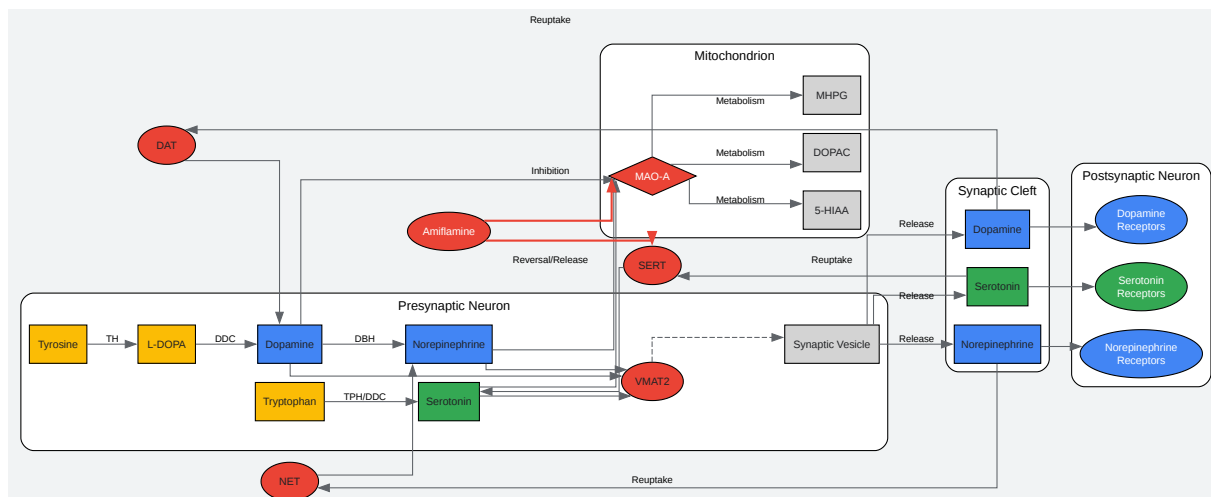 Reuptake
Mitochondrion
MHPG
Metabolism
DAT
DOPAC
Metabolism
Inhibition
MAO-A
Metabolism
5-HIAA
Postsynaptic Neuron
Synaptic Cleft
Dopamine
Receptors
Release
Dopamine
Amiflamine
Reversal/Release
SERT
Reuptake
Serotonin
Serotonin
Receptors
Release
Presynaptic Neuron
Tyrosine
TH
L-DOPA
DDC
Dopamine
DBH
Norepinephrine
Synaptic Vesicle
Release
Norepinephrine
Norepinephrine
Receptors
VMAT2
Tryptophan
TPH/DDC
Serotonin
NET
Reuptake